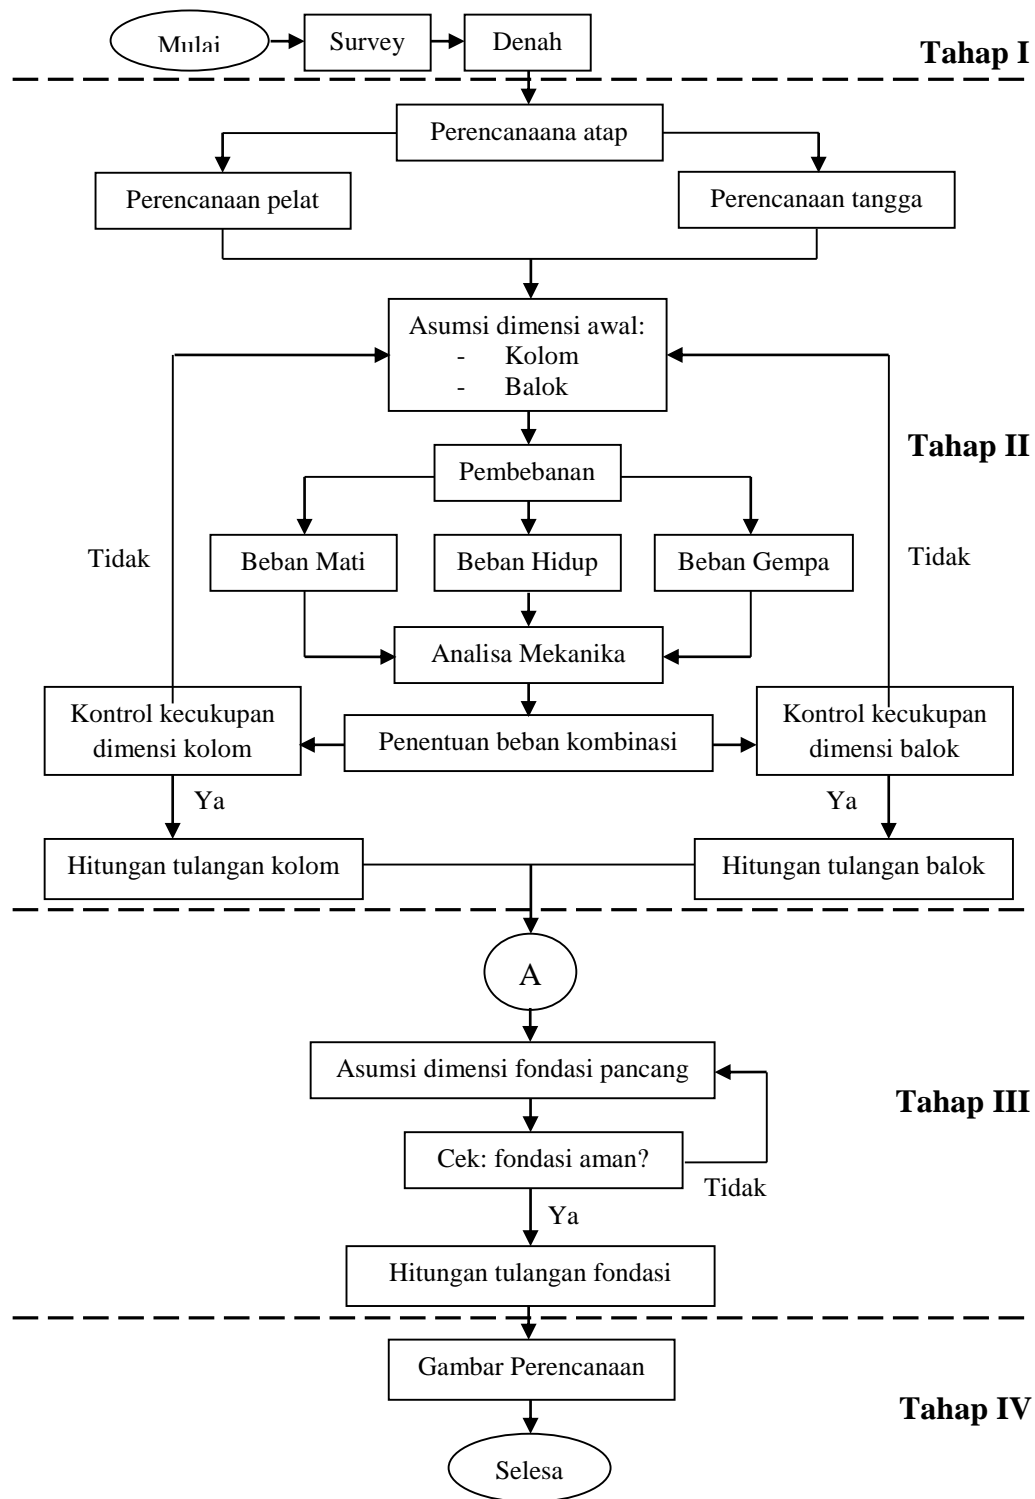 Mulai
Survey
Denah
Tahap I
Perencanaana atap
Perencanaan pelat
Perencanaan tangga
Asumsi dimensi awal:
- Kolom
- Balok
Tahap II
Pembebanan
Tidak
Beban Mati
Beban Hidup
Beban Gempa
Tidak
Analisa Mekanika
Kontrol kecukupan
dimensi kolom
Penentuan beban kombinasi
Kontrol kecukupan
dimensi balok
Ya
Ya
Hitungan tulangan kolom
Hitungan tulangan balok
A
Asumsi dimensi fondasi pancang
Tahap III
Cek: fondasi aman?
Tidak
Ya
Hitungan tulangan fondasi
Gambar Perencanaan
Tahap IV
Selesa